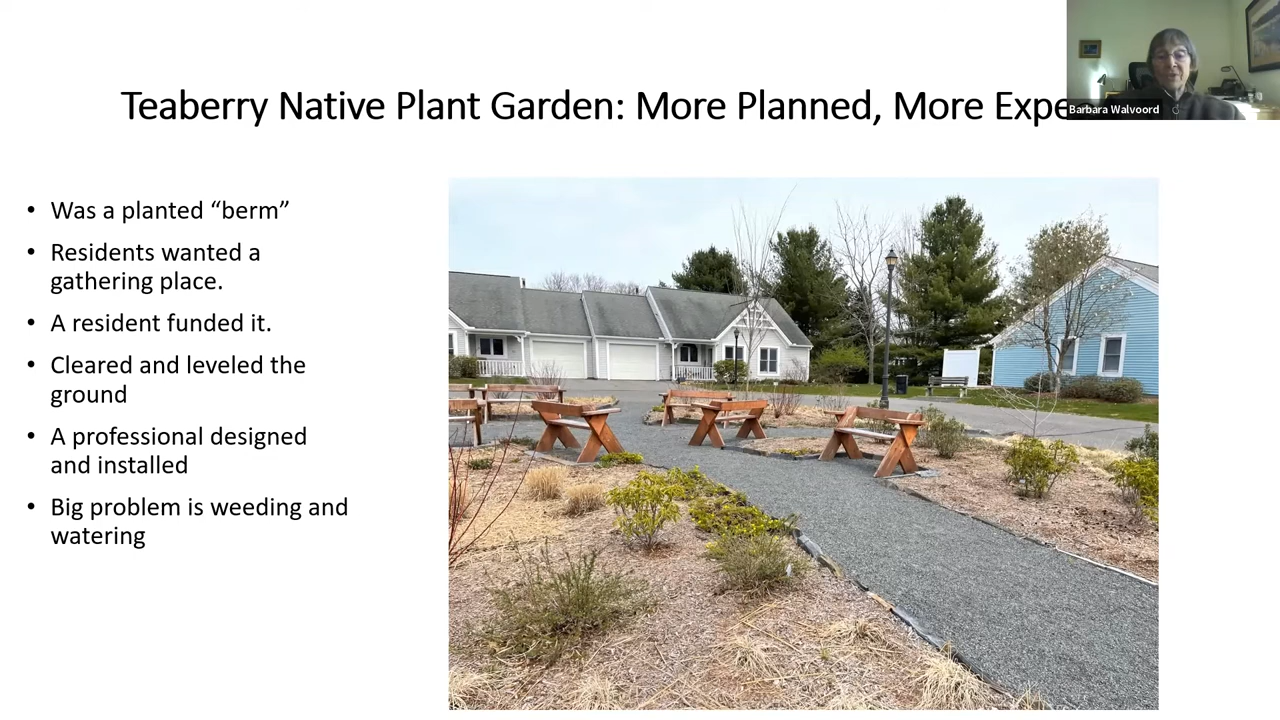 Teaberry Native Plant Garden: More Planned, More Expe
Barbara Walvoord
• Was a planted “berm”
• Residents wanted a
gathering place.
• A resident funded it.
• Cleared and leveled the
ground
• A professional designed
and installed
• Big problem is weeding and
watering